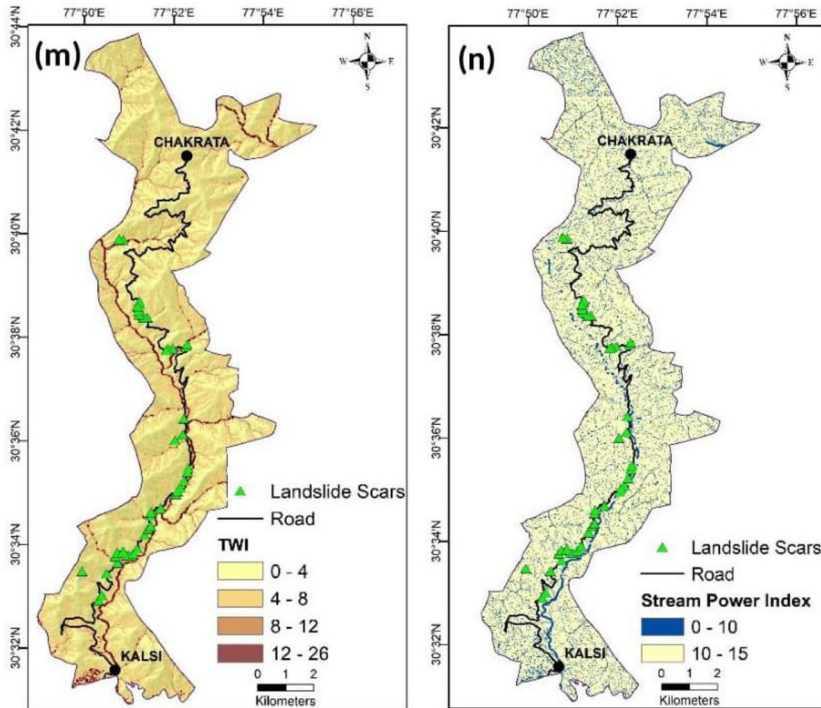 77°50'E 77°52'E 77°54'E 77°56'E
(m)
N
W E
S
30°44'N
30°42'N
30°40'N
30°38'N
30°36'N
30°34'N
30°32'N
CHAKRATA
KALSI
Landslide Scars
Road
TWI
0 - 4
4 - 8
8 - 12
12 - 26
0 1 2
Kilometers
77°50'E 77°52'E 77°54'E 77°56'E
(n)
N
W E
S
30°42'N
30°40'N
30°38'N
30°36'N
30°34'N
30°32'N
CHAKRATA
KALSI
Landslide Scars
Road
Stream Power Index
0 - 10
10 - 15
0 1 2
Kilometers